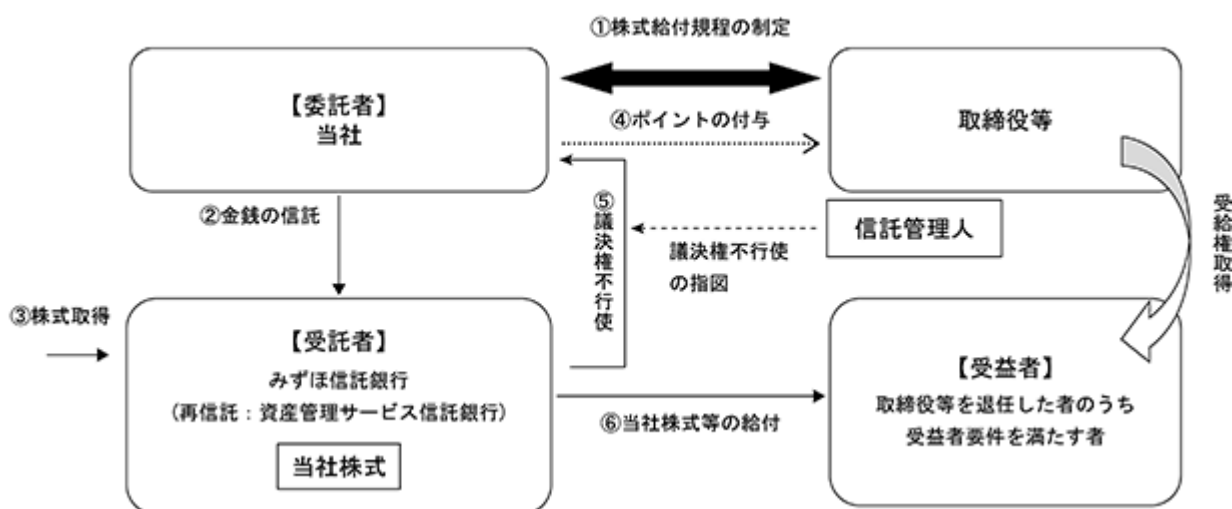 ①株式給付規程の制定
【委託者】
当社
④ポイントの付与
取締役等
②金銭の信託
⑤議決権不行使
議決権不行使
の指図
信託管理人
受給権取得
③株式取得
【受託者】
みずほ信託銀行
(再信託:資産管理サービス信託銀行)
当社株式
⑥当社株式等の給付
【受益者】
取締役等を退任した者のうち
受益者要件を満たす者